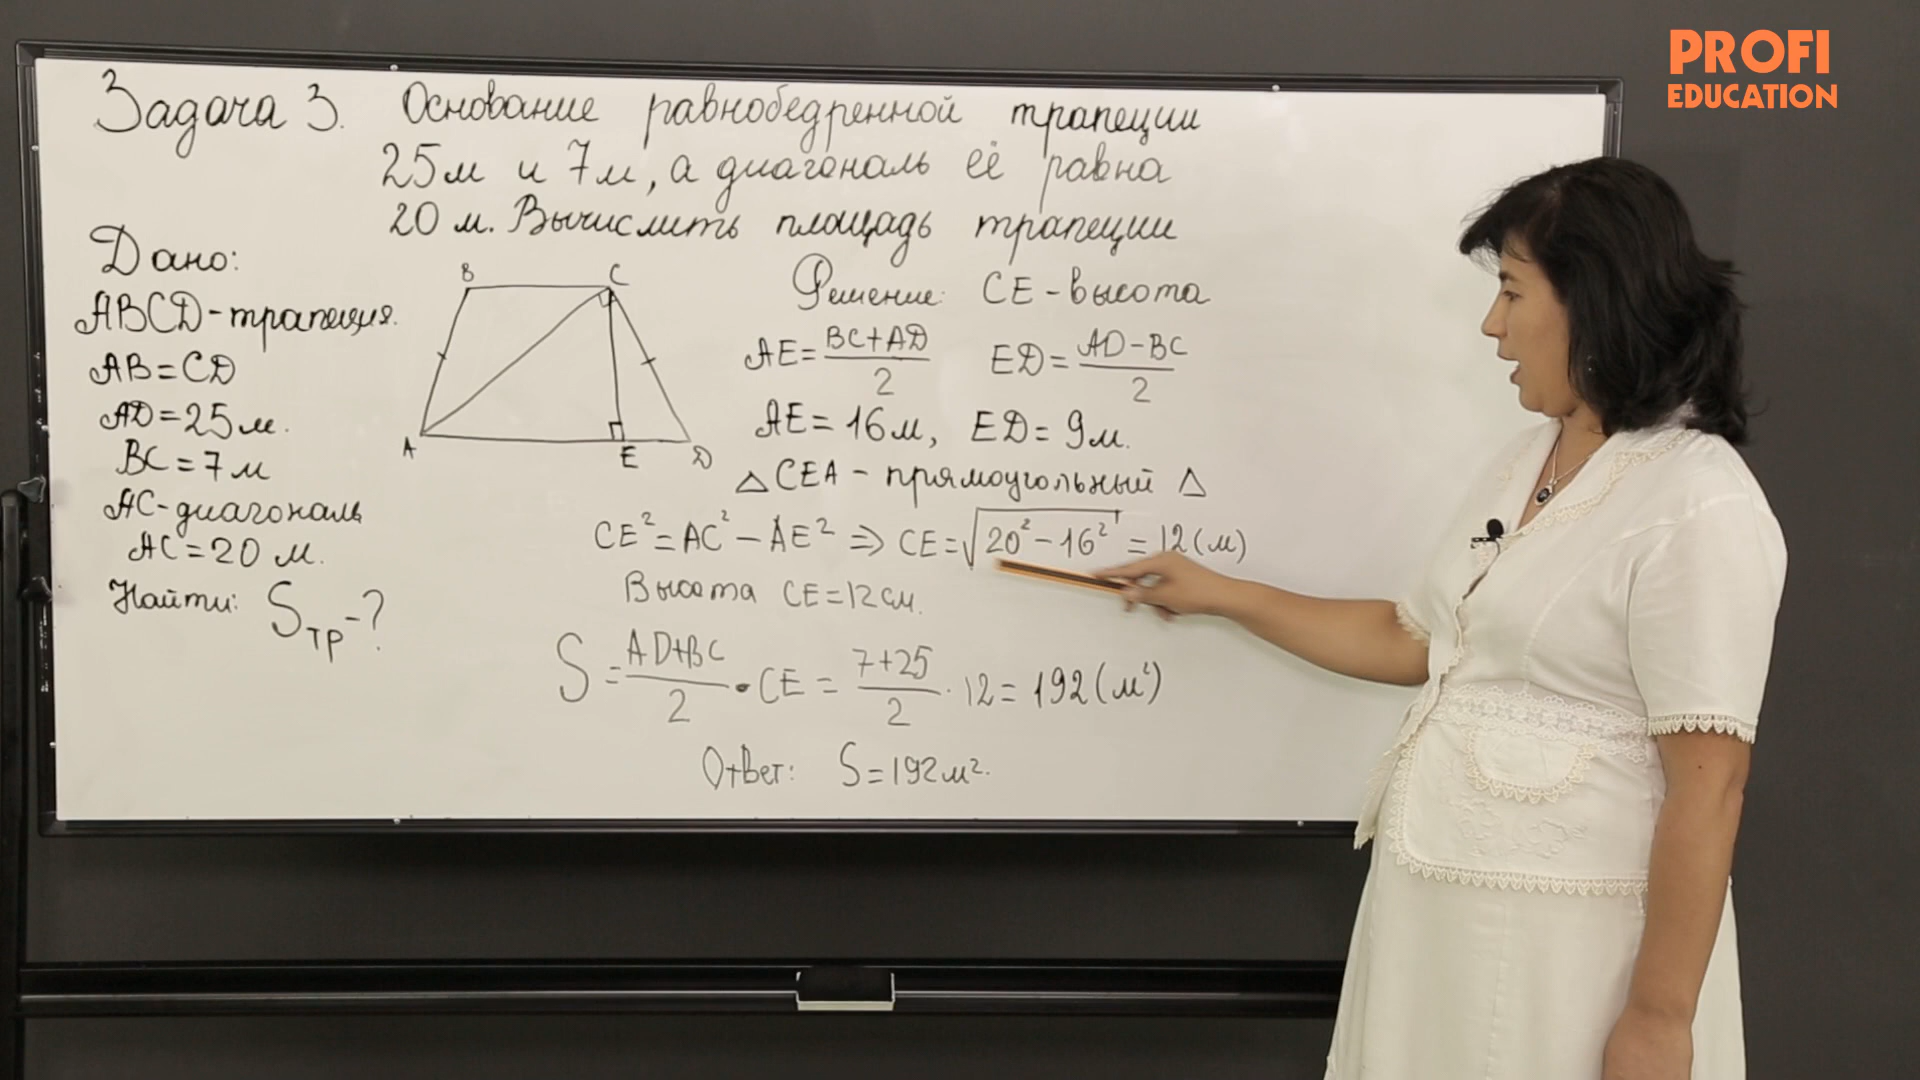 PROFI
EDUCATION
Задача 3. Основание равнобедренной трапеции
25м и 7м, а диагональ её равна
20 м. Вычислить площадь трапеции
Дано:
ABCD-трапеция.
AB=CD
AD=25м.
BC=7м
AC-диагональ
AC=20 м.
Найти: Sтр-?
B C
A E D
Решение: CE-высота
AE=(BC+AD)/2 ED=(AD-BC)/2
AE=16м, ED=9м.
△CEA - прямоугольный △
CE²=AC²-AE² ⇒ CE=√(20²-16²)=12(м)
Высота CE=12см.
S=(AD+BC)/2·CE=(7+25)/2·12=192(м²)
Ответ: S=192м².